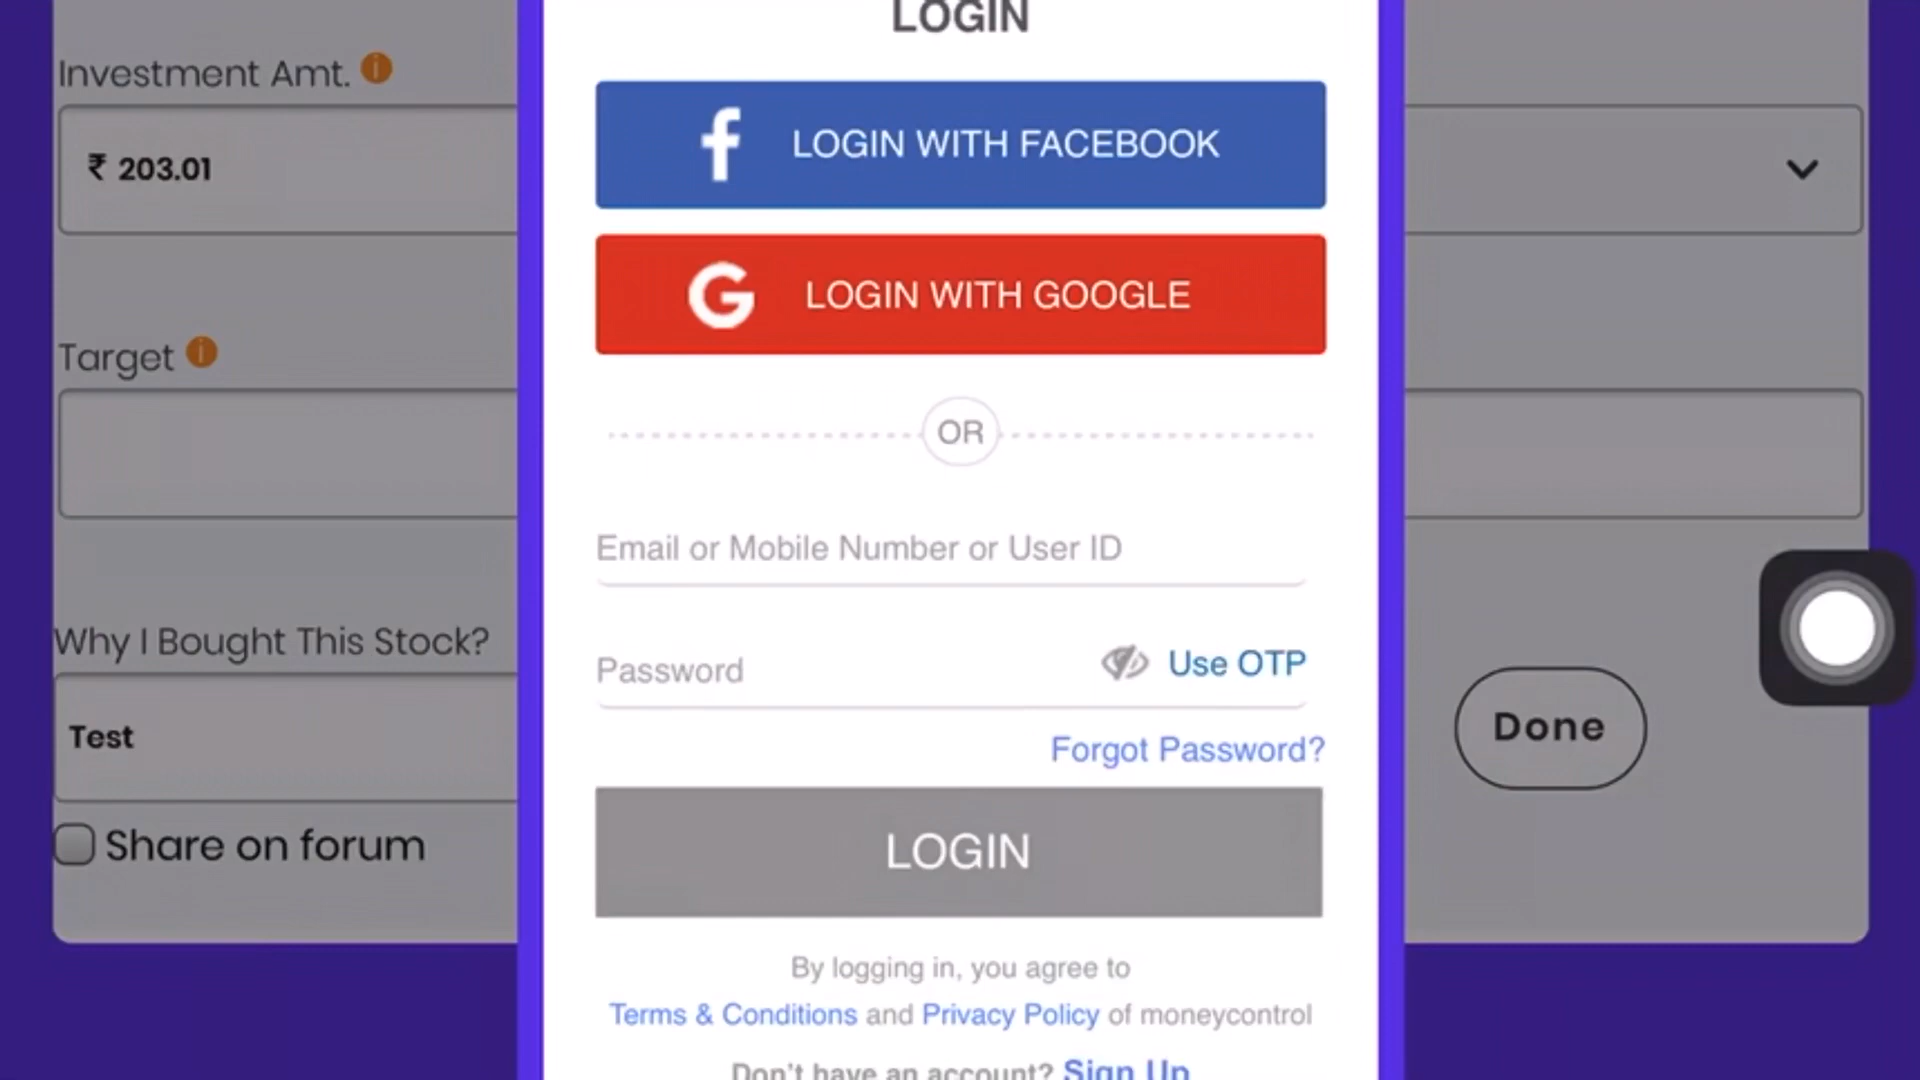 LOGIN
Investment Amt.
₹ 203.01
LOGIN WITH FACEBOOK
LOGIN WITH GOOGLE
Target
OR
Email or Mobile Number or User ID
Why I Bought This Stock?
Password
Use OTP
Test
Done
Forgot Password?
Share on forum
LOGIN
By logging in, you agree to
Terms & Conditions and Privacy Policy of moneycontrol
Don't have an account? Sign Up